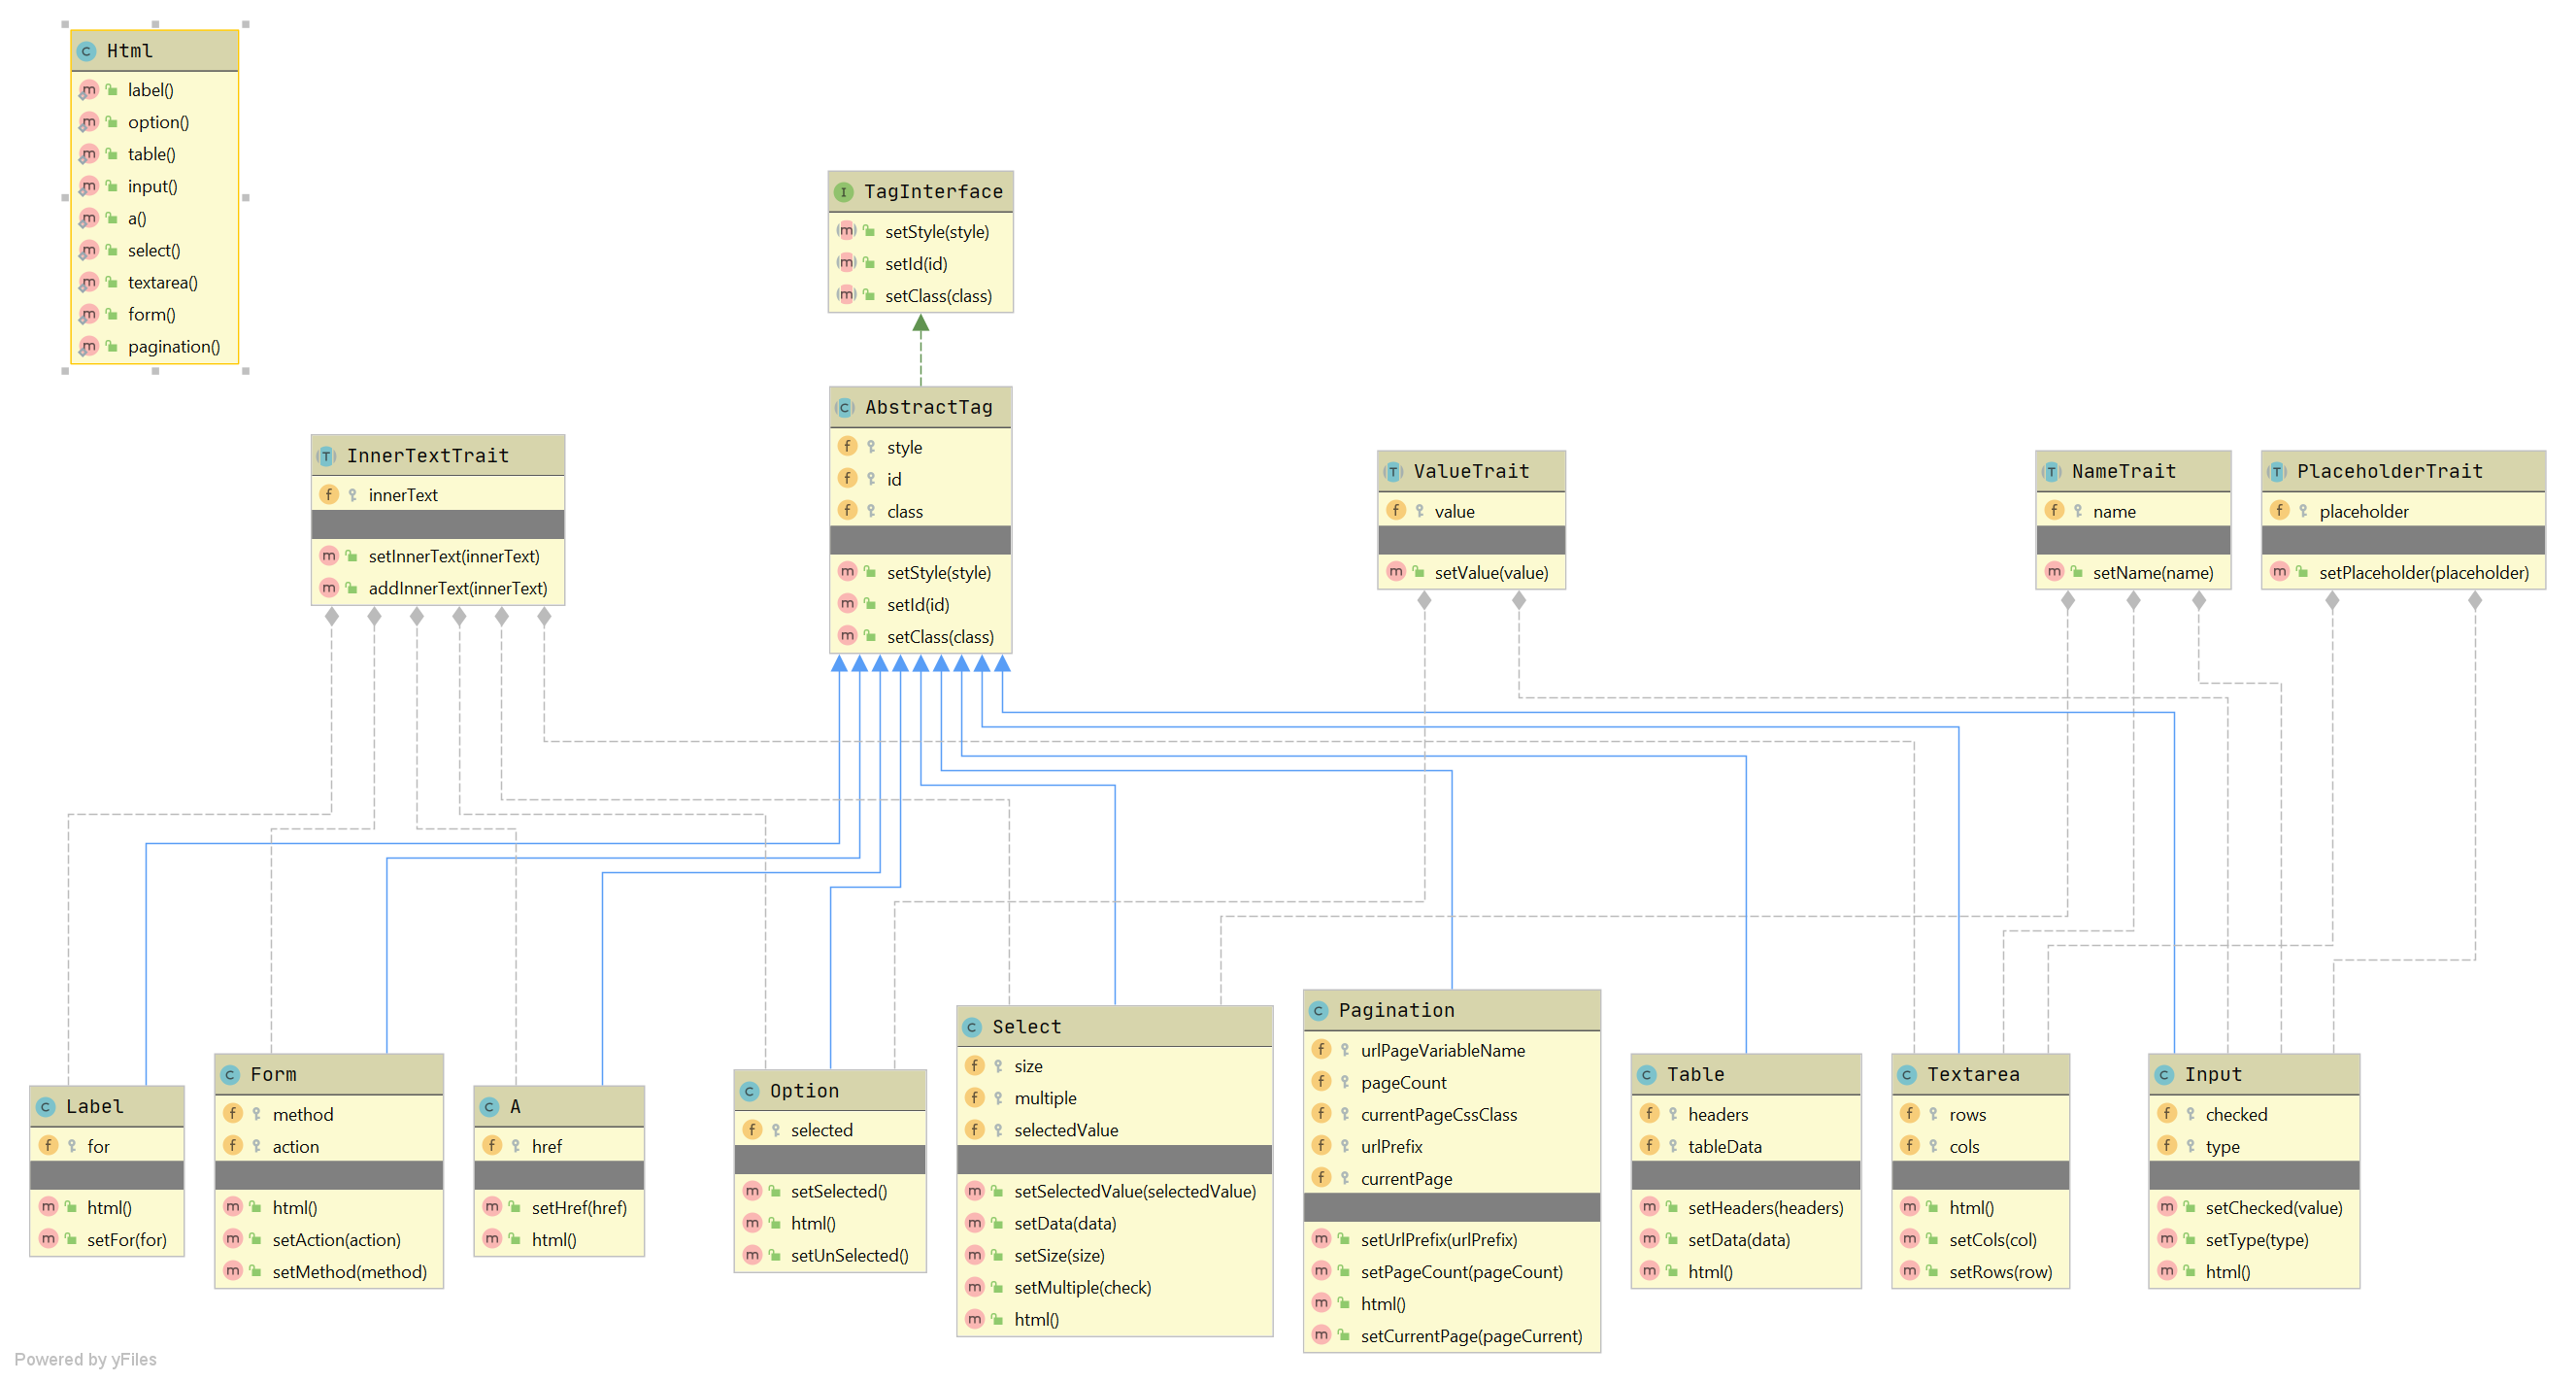 Html
label()
option()
table()
input()
a()
select()
textarea()
form()
pagination()
TagInterface
setStyle(style)
setId(id)
setClass(class)
AbstractTag
style
id
class
setStyle(style)
setId(id)
setClass(class)
InnerTextTrait
innerText
setInnerText(innerText)
addInnerText(innerText)
ValueTrait
value
setValue(value)
NameTrait
name
setName(name)
PlaceholderTrait
placeholder
setPlaceholder(placeholder)
Label
for
html()
setFor(for)
Form
method
action
html()
setAction(action)
setMethod(method)
A
href
setHref(href)
html()
Option
selected
setSelected()
html()
setUnSelected()
Select
size
multiple
selectedValue
setSelectedValue(selectedValue)
setData(data)
setSize(size)
setMultiple(check)
html()
Pagination
urlPageVariableName
pageCount
currentPageCssClass
urlPrefix
currentPage
setUrlPrefix(urlPrefix)
setPageCount(pageCount)
html()
setCurrentPage(pageCurrent)
Table
headers
tableData
setHeaders(headers)
setData(data)
html()
Textarea
rows
cols
html()
setCols(col)
setRows(row)
Input
checked
type
setChecked(value)
setType(type)
html()
Powered by yFiles